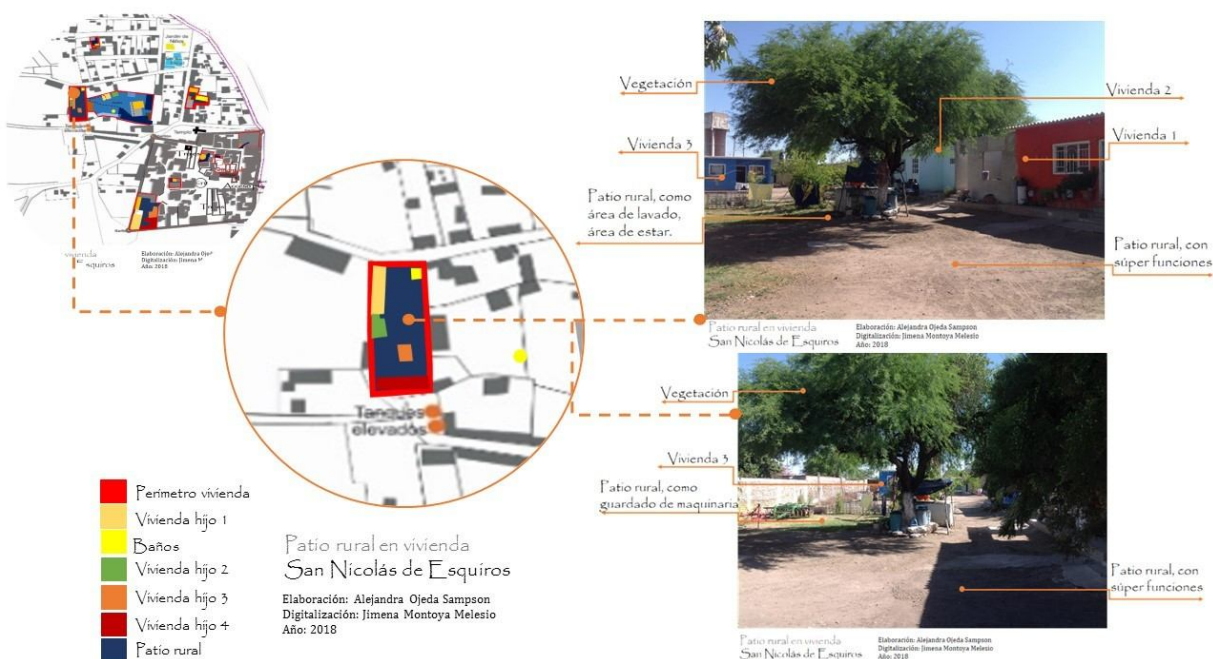 Jardín de
Niños
vivienda
squiros
Elaboración: Alejandra Oje
Digitalización: Jimena M
Año: 2018
Tanques
elevados
Perímetro vivienda
Vivienda hijo 1
Baños
Vivienda hijo 2
Vivienda hijo 3
Vivienda hijo 4
Patio rural
Patio rural en vivienda
San Nicolás de Esquiros
Elaboración: Alejandra Ojeda Sampson
Digitalización: Jimena Montoya Melesio
Año: 2018
Vegetación
Vivienda 3
Patio rural, como
área de lavado,
área de estar.
Vivienda 2
Vivienda 1
Patio rural, con
súper funciones
Patio rural en vivienda
San Nicolás de Esquiros
Elaboración: Alejandra Ojeda Sampson
Digitalización: Jimena Montoya Melesio
Año: 2018
Vegetación
Vivienda 3
Patio rural, como
guardado de maquinaria
Patio rural, con
súper funciones
Patio rural en vivienda
San Nicolás de Esquiros
Elaboración: Alejandra Ojeda Sampson
Digitalización: Jimena Montoya Melesio
Año: 2018